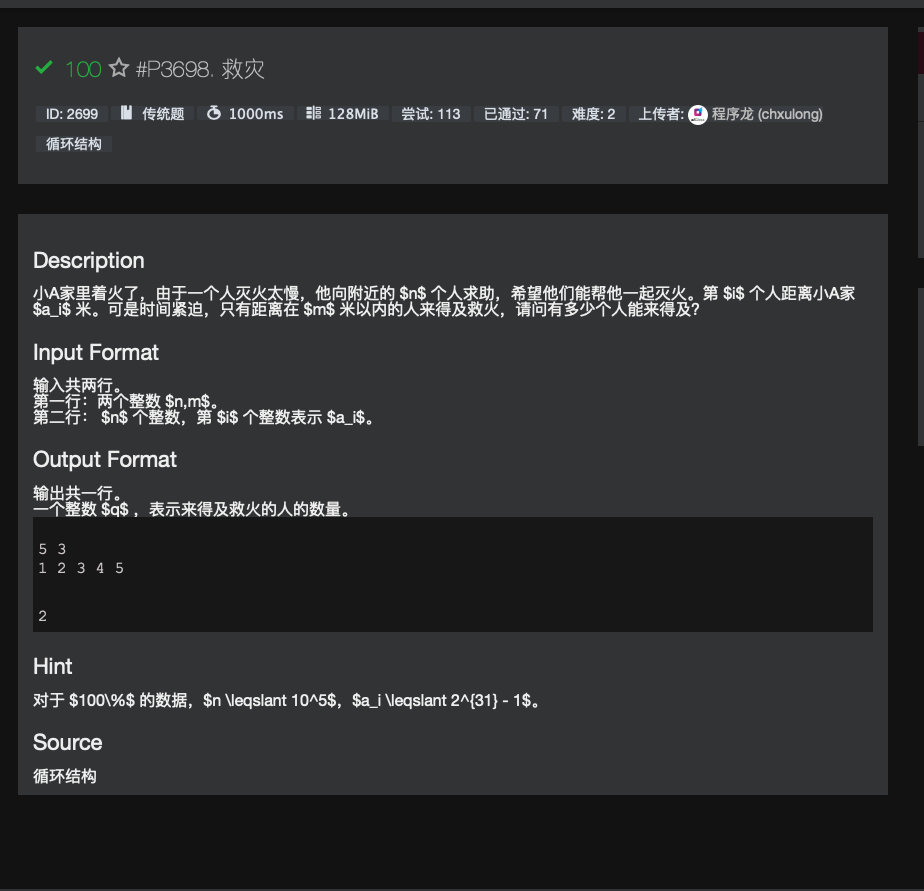 100 #P3698. 救灾
ID: 2699 传统题 1000ms 128MiB 尝试: 113 已通过: 71 难度: 2 上传者: 程序龙 (chxulong)
循环结构
Description
小A家里着火了，由于一个人灭火太慢，他向附近的 $n$ 个人求助，希望他们能帮他一起灭火。第 $i$ 个人距离小A家
$a_i$ 米。可是时间紧迫，只有距离在 $m$ 米以内的人来得及救火，请问有多少个人能来得及？
Input Format
输入共两行。
第一行：两个整数 $n,m$。
第二行： $n$ 个整数，第 $i$ 个整数表示 $a_i$。
Output Format
输出共一行。
一个整数 $q$ ，表示来得及救火的人的数量。
5 3
1 2 3 4 5
2
Hint
对于 $100\%$ 的数据，$n \leqslant 10^5$，$a_i \leqslant 2^{31} - 1$。
Source
循环结构